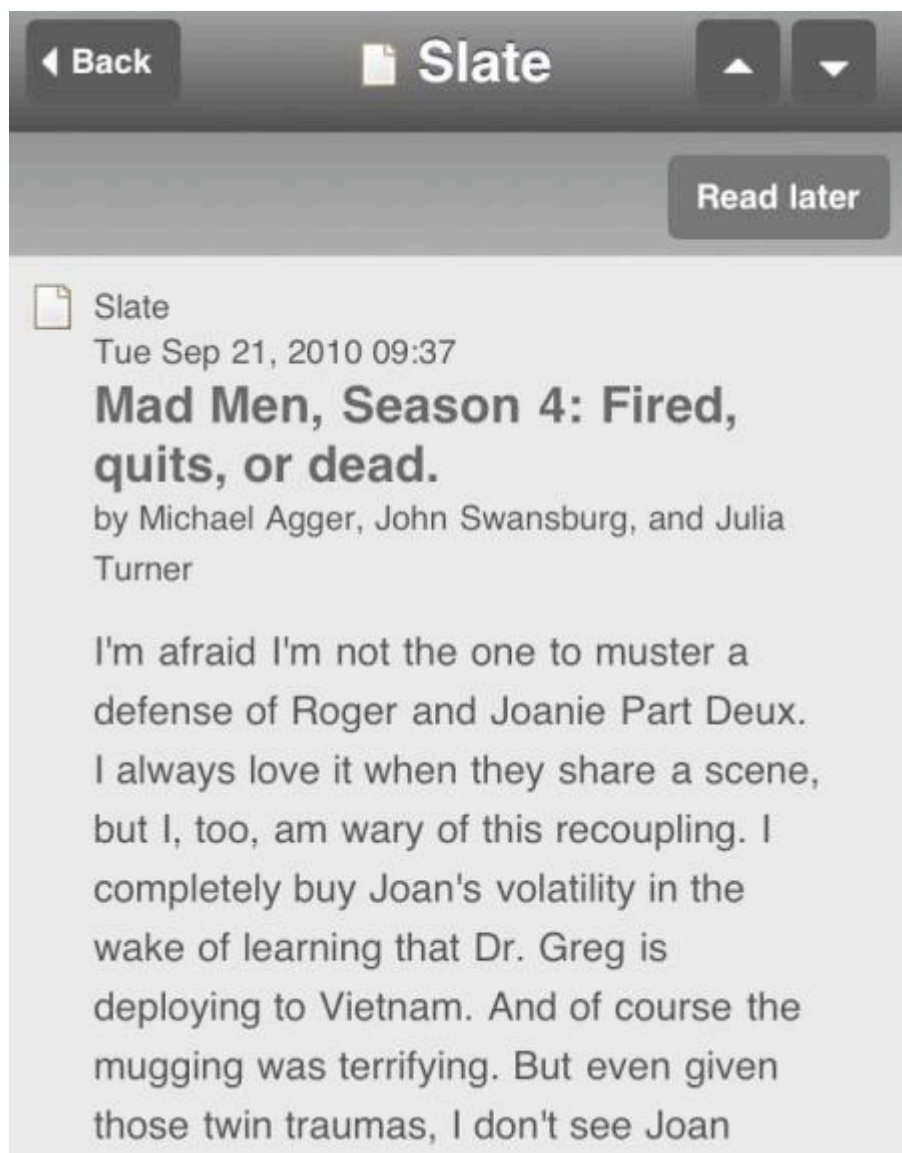 Back
Slate
Read later
Slate
Tue Sep 21, 2010 09:37
Mad Men, Season 4: Fired,
quits, or dead.
by Michael Agger, John Swansburg, and Julia
Turner
I'm afraid I'm not the one to muster a
defense of Roger and Joanie Part Deux.
I always love it when they share a scene,
but I, too, am wary of this recoupling. I
completely buy Joan's volatility in the
wake of learning that Dr. Greg is
deploying to Vietnam. And of course the
mugging was terrifying. But even given
those twin traumas, I don't see Joan